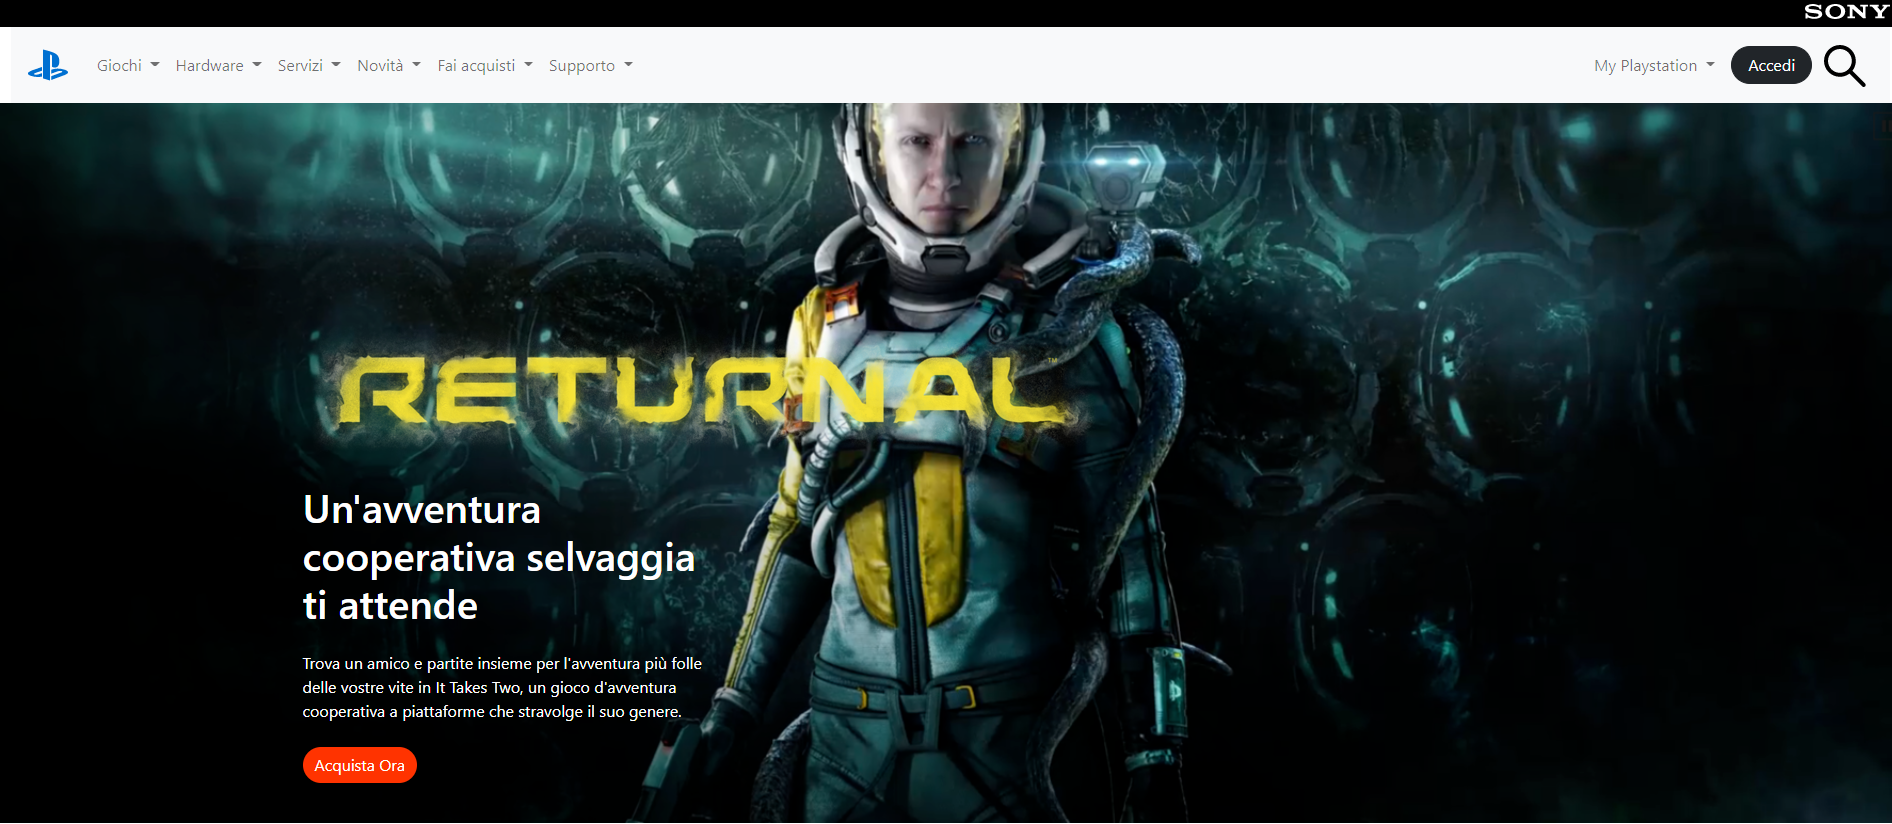 SONY
Giochi Hardware Servizi Novità Fai acquisti Supporto My Playstation Accedi
RETURNAL™
Un'avventura
cooperativa selvaggia
ti attende
Trova un amico e partite insieme per l'avventura più folle
delle vostre vite in It Takes Two, un gioco d'avventura
cooperativa a piattaforme che stravolge il suo genere.
Acquista Ora